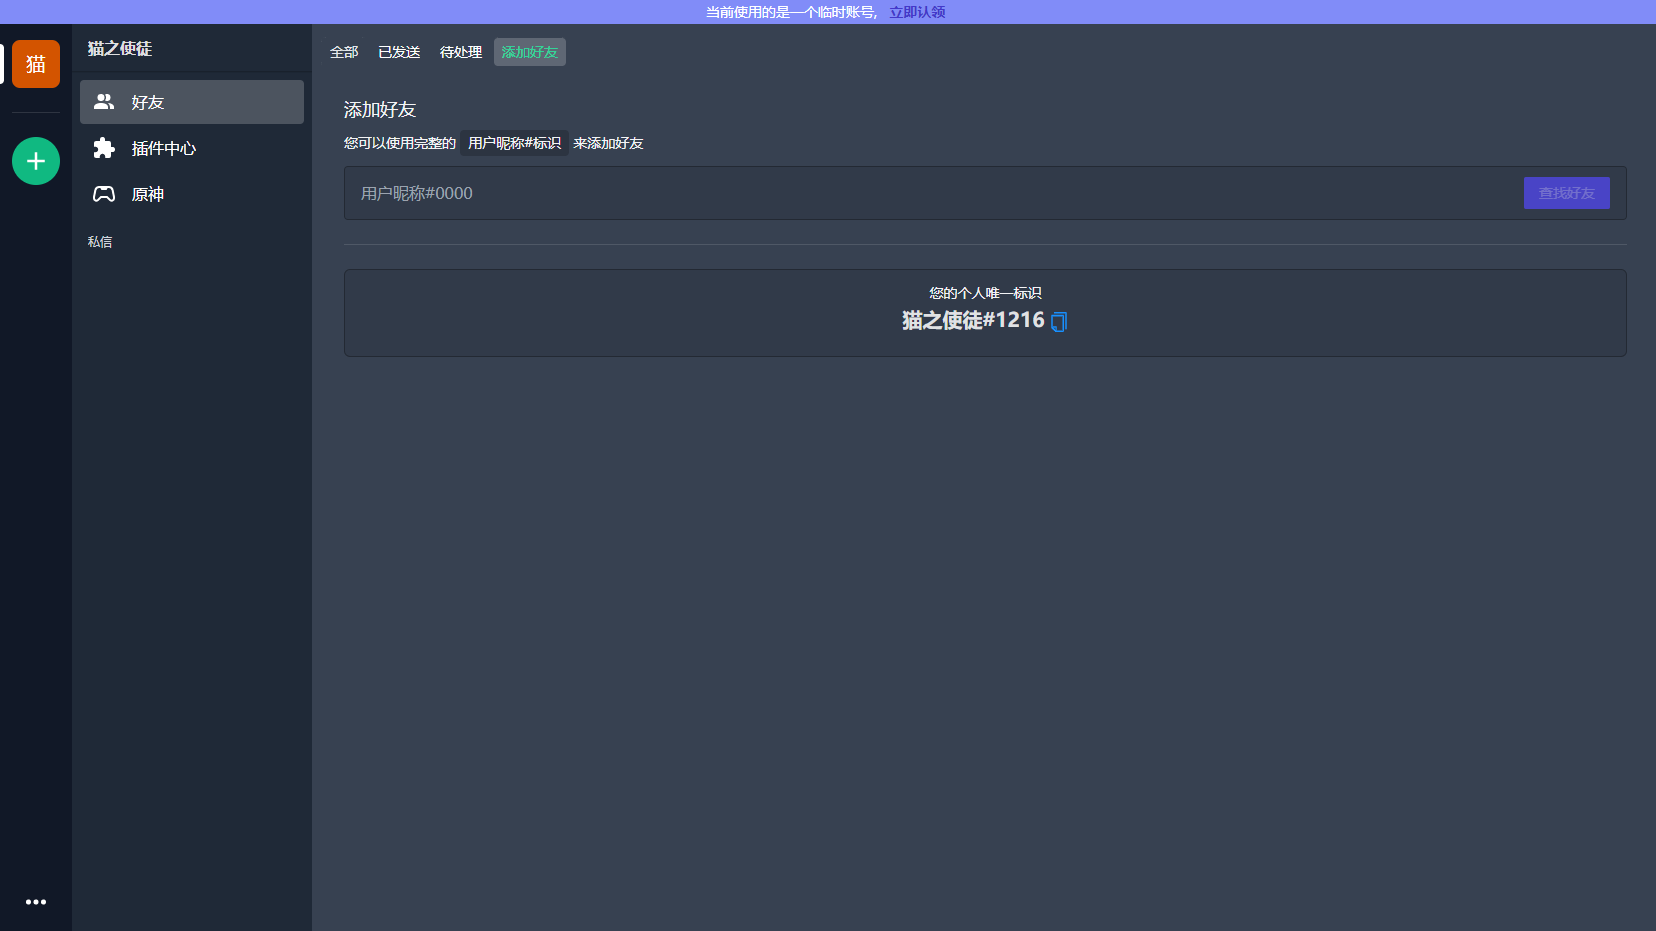 当前使用的是一个临时账号, 立即认领
猫
猫之使徒
好友
插件中心
原神
私信
全部 已发送 待处理 添加好友
添加好友
您可以使用完整的 用户昵称#标识 来添加好友
用户昵称#0000 查找好友
您的个人唯一标识
猫之使徒#1216